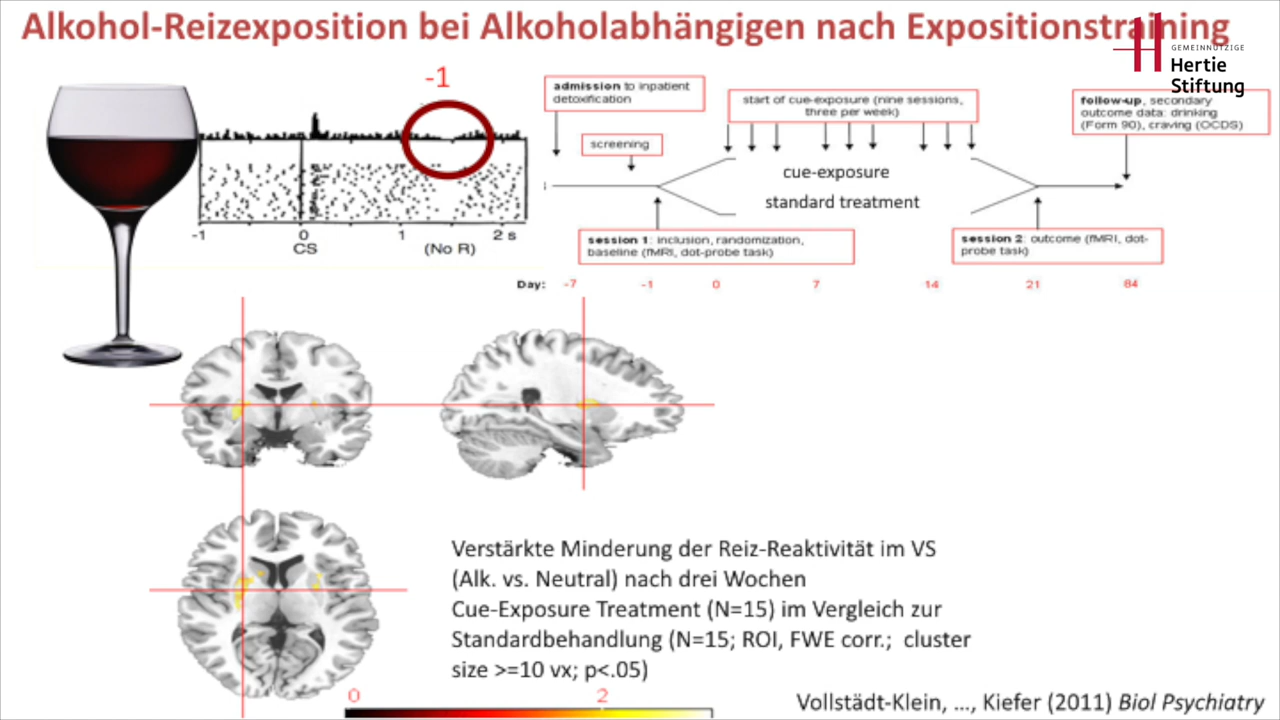 Alkohol-Reizexposition bei Alkoholabhängigen nach Expositionstraining
GEMEINNÜTZIGE
Hertie
Stiftung
-1
-1
0
1
2 s
CS
(No R)
admission to inpatient
detoxification
screening
start of cue-exposure (nine sessions,
three per week)
follow-up, secondary
outcome data: drinking
(Form 90), craving (OCDS)
cue-exposure
standard treatment
session 1: inclusion, randomization,
baseline (fMRI, dot-probe task)
session 2: outcome (fMRI, dot-
probe task)
Day: -7 -1 0 7 14 21 84
Verstärkte Minderung der Reiz-Reaktivität im VS
(Alk. vs. Neutral) nach drei Wochen
Cue-Exposure Treatment (N=15) im Vergleich zur
Standardbehandlung (N=15; ROI, FWE corr.; cluster
size >=10 vx; p<.05)
0 2
Vollstädt-Klein, ..., Kiefer (2011) Biol Psychiatry